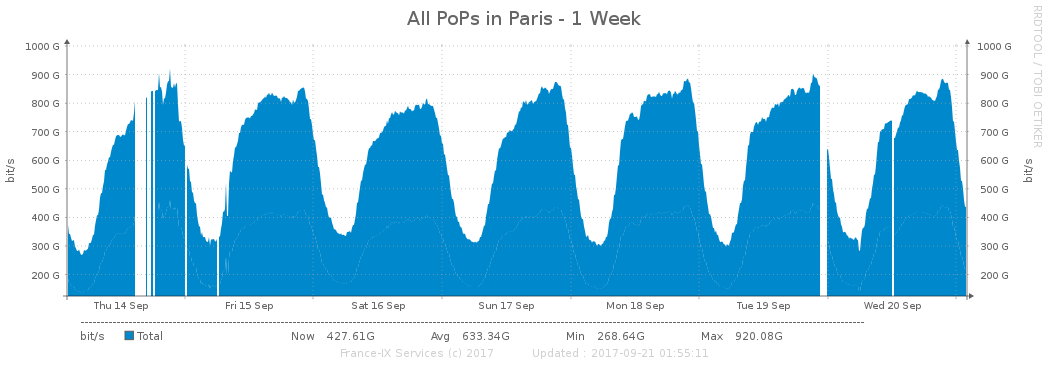 All PoPs in Paris - 1 Week
RRDTOOL / TOBI OETIKER
bit/s
1000 G
900 G
800 G
700 G
600 G
500 G
400 G
300 G
200 G
1000 G
900 G
800 G
700 G
600 G
500 G
400 G
300 G
200 G
bit/s
Thu 14 Sep Fri 15 Sep Sat 16 Sep Sun 17 Sep Mon 18 Sep Tue 19 Sep Wed 20 Sep
bit/s Total Now 427.61G Avg 633.34G Min 268.64G Max 920.08G
France-IX Services (c) 2017 Updated : 2017-09-21 01:55:11